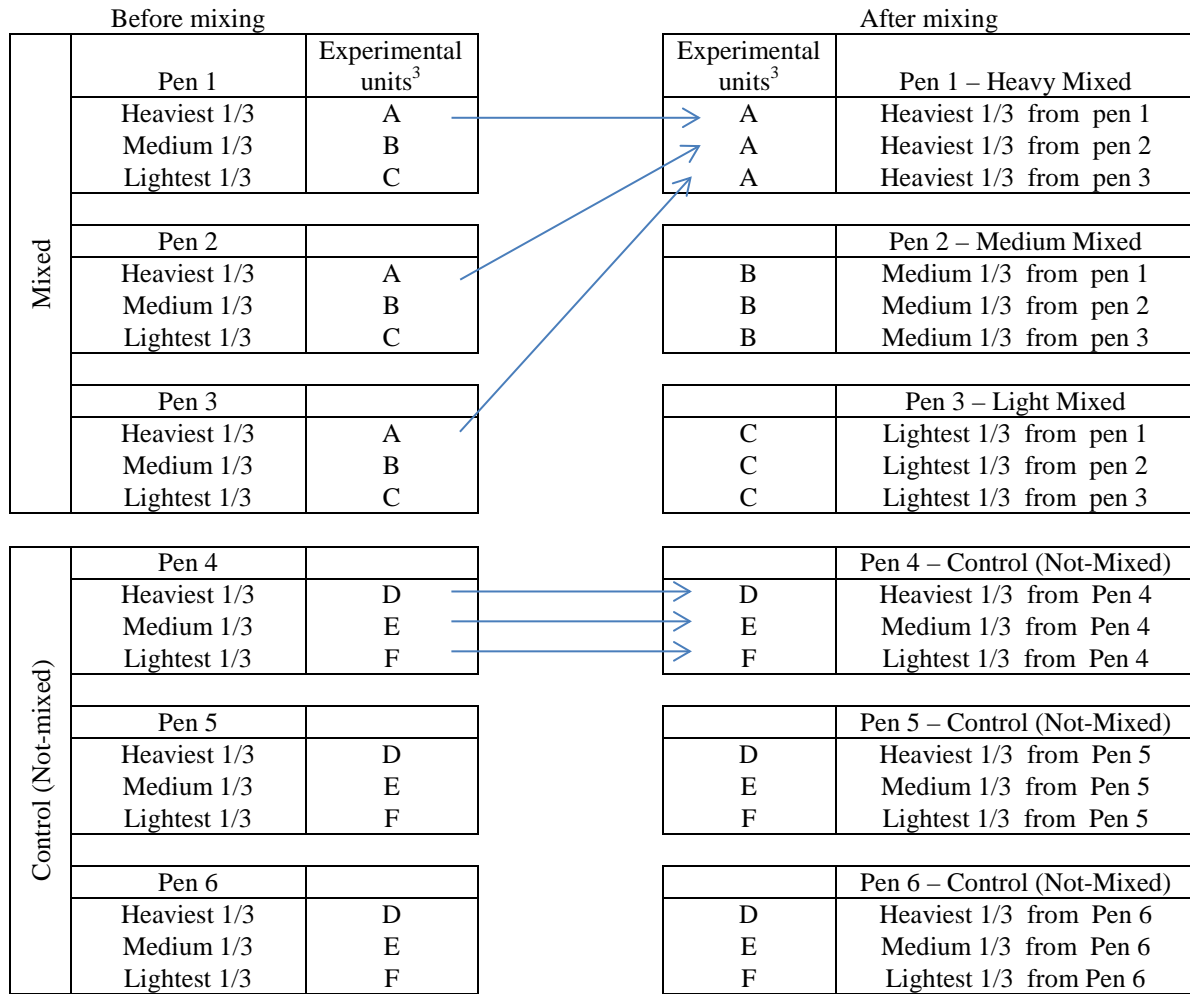 Before mixing After mixing
Experimental Experimental
Pen 1 units3 units3 Pen 1 – Heavy Mixed
Heaviest 1/3 A A Heaviest 1/3 from pen 1
Medium 1/3 B A Heaviest 1/3 from pen 2
Lightest 1/3 C A Heaviest 1/3 from pen 3
Mixed
Pen 2 Pen 2 – Medium Mixed
Heaviest 1/3 A B Medium 1/3 from pen 1
Medium 1/3 B B Medium 1/3 from pen 2
Lightest 1/3 C B Medium 1/3 from pen 3
Pen 3 Pen 3 – Light Mixed
Heaviest 1/3 A C Lightest 1/3 from pen 1
Medium 1/3 B C Lightest 1/3 from pen 2
Lightest 1/3 C C Lightest 1/3 from pen 3
Control (Not-mixed)
Pen 4 Pen 4 – Control (Not-Mixed)
Heaviest 1/3 D D Heaviest 1/3 from Pen 4
Medium 1/3 E E Medium 1/3 from Pen 4
Lightest 1/3 F F Lightest 1/3 from Pen 4
Pen 5 Pen 5 – Control (Not-Mixed)
Heaviest 1/3 D D Heaviest 1/3 from Pen 5
Medium 1/3 E E Medium 1/3 from Pen 5
Lightest 1/3 F F Lightest 1/3 from Pen 5
Pen 6 Pen 6 – Control (Not-Mixed)
Heaviest 1/3 D D Heaviest 1/3 from Pen 6
Medium 1/3 E E Medium 1/3 from Pen 6
Lightest 1/3 F F Lightest 1/3 from Pen 6